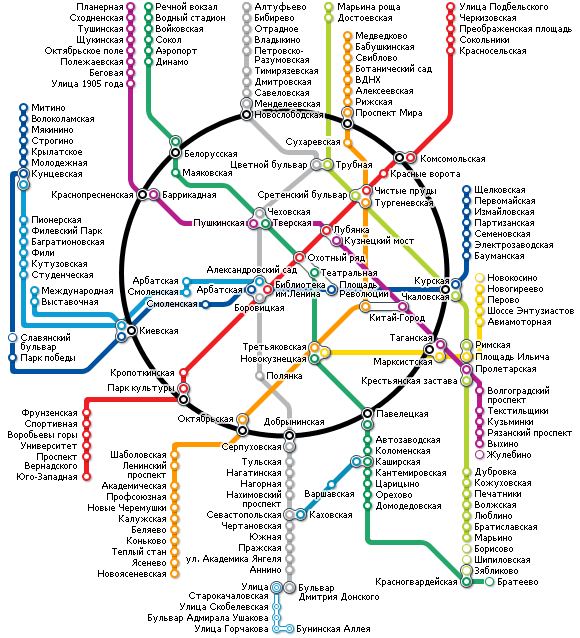 Планерная
Сходненская
Тушинская
Щукинская
Октябрьское поле
Полежаевская
Беговая
Улица 1905 года
Речной вокзал
Водный стадион
Войковская
Сокол
Аэропорт
Динамо
Алтуфьево
Бибирево
Отрадное
Владыкино
Петровско-
Разумовская
Тимирязевская
Дмитровская
Савеловская
Менделеевская
Новослободская
Марьина роща
Достоевская
Медведково
Бабушкинская
Свиблово
Ботанический сад
ВДНХ
Алексеевская
Рижская
Проспект Мира
Улица Подбельского
Черкизовская
Преображенская площадь
Сокольники
Красносельская
Митино
Волоколамская
Мякинино
Строгино
Крылатское
Молодежная
Кунцевская
Пионерская
Филевский Парк
Багратионовская
Фили
Кутузовская
Студенческая
Международная
Выставочная
Славянский
бульвар
Парк победы
Киевская
Белорусская
Маяковская
Краснопресненская
Баррикадная
Пушкинская
Чеховская
Тверская
Цветной бульвар
Сухаревская
Трубная
Комсомольская
Красные ворота
Сретенский бульвар
Чистые пруды
Тургеневская
Лубянка
Кузнецкий мост
Охотный ряд
Театральная
Площадь
Революции
Александровский сад
Арбатская
Смоленская
Арбатская
Смоленская
Библиотека
им.Ленина
Боровицкая
Китай-Город
Курская
Чкаловская
Щелковская
Первомайская
Измайловская
Партизанская
Семеновская
Электрозаводская
Бауманская
Новокосино
Новогиреево
Перово
Шоссе Энтузиастов
Авиамоторная
Римская
Площадь Ильича
Таганская
Марксистская
Крестьянская застава
Пролетарская
Волгоградский
проспект
Текстильщики
Кузьминки
Рязанский проспект
Выхино
Жулебино
Третьяковская
Новокузнецкая
Полянка
Кропоткинская
Парк культуры
Фрунзенская
Спортивная
Воробьевы горы
Университет
Проспект
Вернадского
Юго-Западная
Октябрьская
Добрынинская
Серпуховская
Шаболовская
Ленинский
проспект
Академическая
Профсоюзная
Новые Черемушки
Калужская
Беляево
Коньково
Теплый стан
Ясенево
Новоясеневская
Тульская
Нагатинская
Нагорная
Нахимовский
проспект
Севастопольская
Чертановская
Южная
Пражская
ул. Академика Янгеля
Аннино
Улица
Старокачаловская
Бульвар
Дмитрия Донского
Улица Скобелевская
Бульвар Адмирала Ушакова
Улица Горчакова
Бунинская Аллея
Павелецкая
Автозаводская
Коломенская
Каширская
Кантемировская
Царицыно
Орехово
Домодедовская
Варшавская
Каховская
Красногвардейская
Дубровка
Кожуховская
Печатники
Волжская
Люблино
Братиславская
Марьино
Борисово
Шипиловская
Зябликово
Братеево